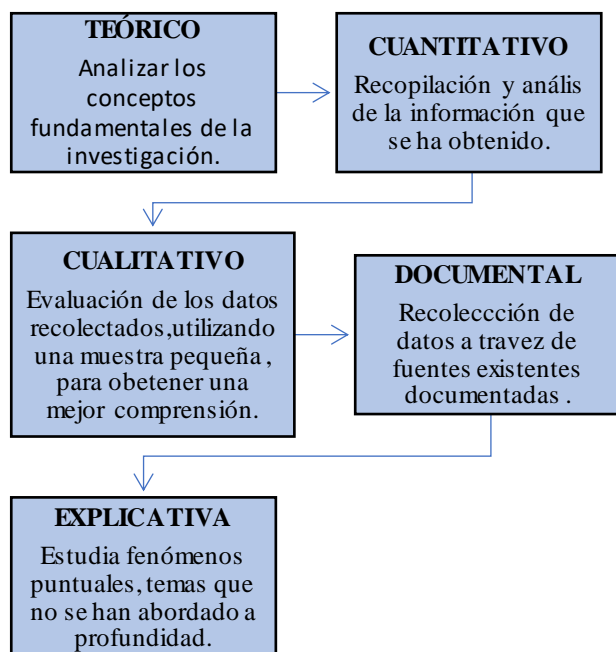 TEÓRICO
Analizar los
conceptos
fundamentales de la
investigación.
CUANTITATIVO
Recopilación y anális
de la información que
se ha obtenido.
CUALITATIVO
Evaluación de los datos
recolectados,utilizando
una muestra pequeña ,
para obetener una
mejor comprensión.
DOCUMENTAL
Recoleccción de
datos a travez de
fuentes existentes
documentadas .
EXPLICATIVA
Estudia fenómenos
puntuales, temas que
no se han abordado a
profundidad.